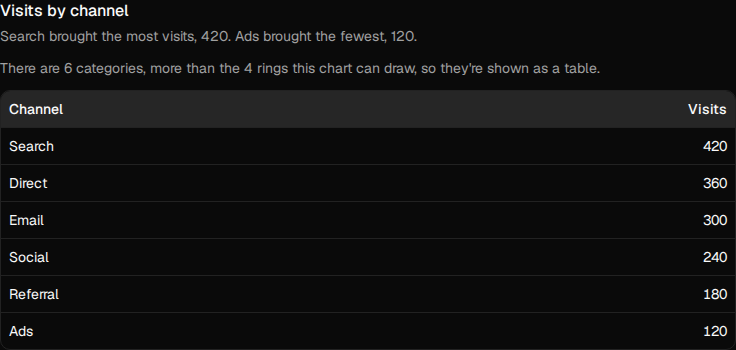 Visits by channel
Search brought the most visits, 420. Ads brought the fewest, 120.
There are 6 categories, more than the 4 rings this chart can draw, so they're shown as a table.
Channel Visits
Search 420
Direct 360
Email 300
Social 240
Referral 180
Ads 120